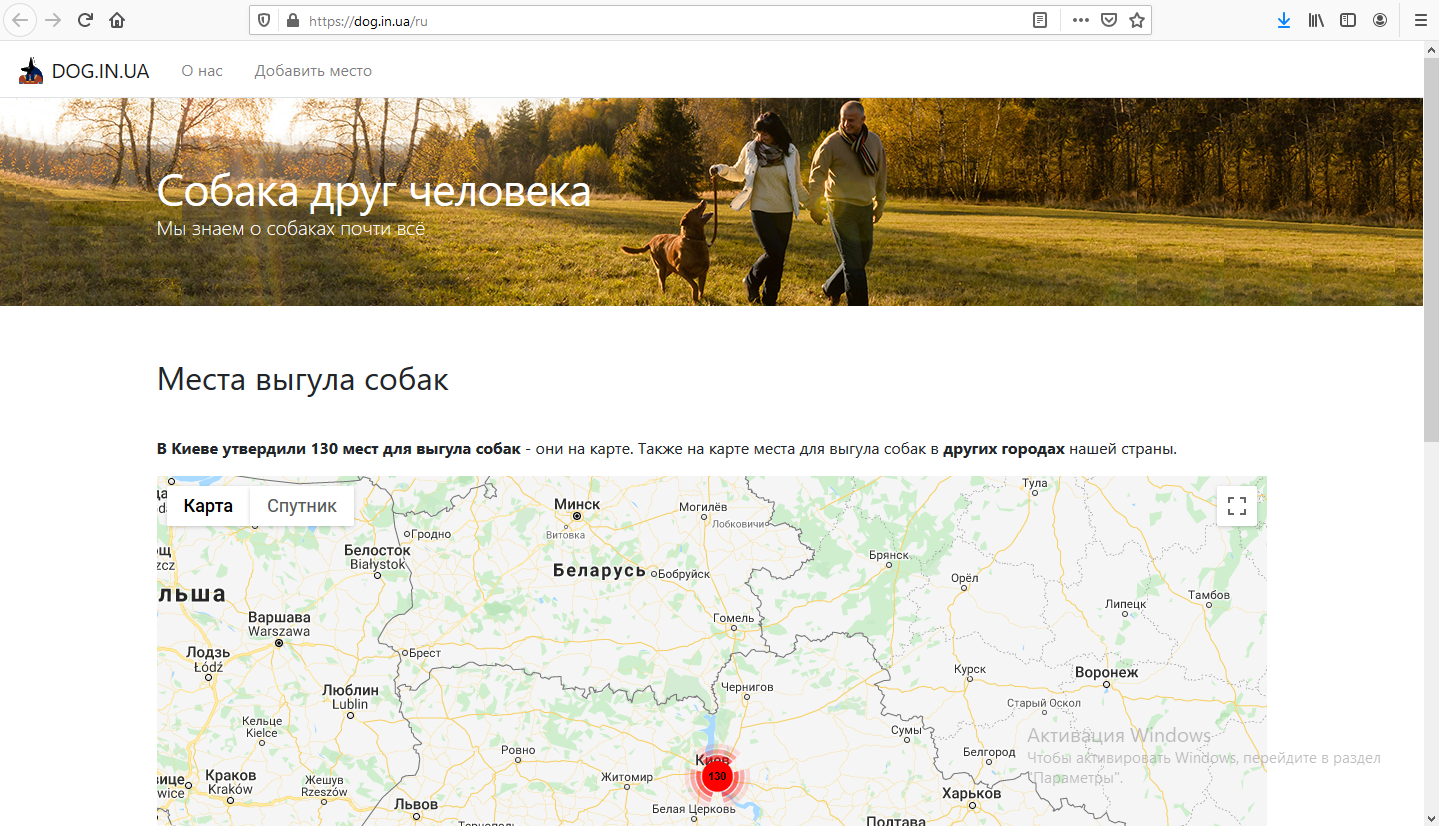 https://dog.in.ua/ru
DOG.IN.UA О нас Добавить место
Собака друг человека
Мы знаем о собаках почти всё
Места выгула собак
В Киеве утвердили 130 мест для выгула собак - они на карте. Также на карте места для выгула собак в других городах нашей страны.
Карта Спутник
Минск
Могилёв
Тула
Лобковичи
Витовка
Гродно
Белосток
Białystok
Брянск
Беларусь
Бобруйск
Орёл
льша
Варшава
Warszawa
Гомель
Липецк
Тамбов
Лодзь
Łódź
Брест
Курск
Воронеж
Люблин
Lublin
Чернигов
Старый Оскол
Кельце
Kielce
Сумы
Активация Windows
Ровно
Киев
Белгород
Чтобы активировать Windows, перейдите в раздел
"Параметры".
вице
wice
Краков
Kraków
Жешув
Rzeszów
Житомир
130
Харьков
Львов
Белая Церковь
Тернополь
Полтава